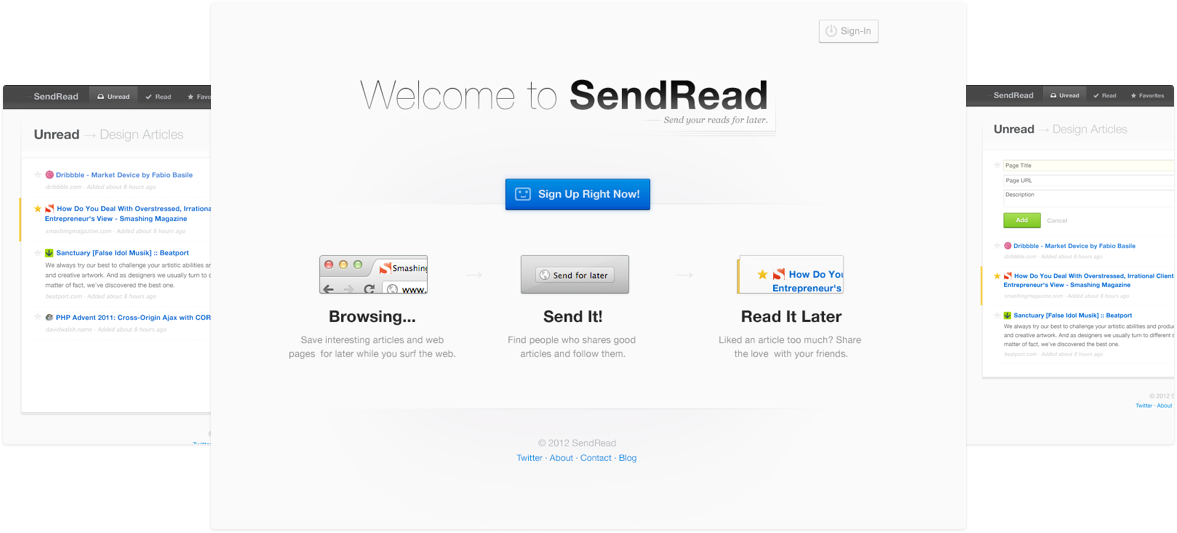 Sign-In
Welcome to SendRead
Send your reads for later.
Sign Up Right Now!
Smashing
www.
Send for later
How Do You
Entrepreneur's
Browsing...
Send It!
Read It Later
Save interesting articles and web
pages for later while you surf the web.
Find people who shares good
articles and follow them.
Liked an article too much? Share
the love with your friends.
© 2012 SendRead
Twitter · About · Contact · Blog
SendRead
Unread
Read
Favo
Unread → Design Articles
Dribbble - Market Device by Fabio Basile
dribbble.com · Added about 8 hours ago
How Do You Deal With Overstressed, Irrational
Entrepreneur's View - Smashing Magazine
smashingmagazine.com · Added about 8 hours ago
Sanctuary [False Idol Musik] :: Beatport
We always try our best to challenge your artistic abilities and
and creative artwork. And as designers we usually turn to
matter of fact, we've discovered the best one.
beatport.com · Added about 8 hours ago
PHP Advent 2011: Cross-Origin Ajax with COR
davidwalsh.name · Added about 8 hours ago
SendRead
Unread
Read
Favorites
Unread → Design Articles
Page Title
Page URL
Description
Add
Cancel
Dribbble - Market Device by Fabio Basile
dribbble.com · Added about 8 hours ago
How Do You Deal With Overstressed, Irrational Client
Entrepreneur's View - Smashing Magazine
smashingmagazine.com · Added about 8 hours ago
Sanctuary [False Idol Musik] :: Beatport
We always try our best to challenge your artistic abilities and produ
and creative artwork. And as designers we usually turn to different
matter of fact, we've discovered the best one.
beatport.com · Added about 8 hours ago
© 2012
Twitter · About